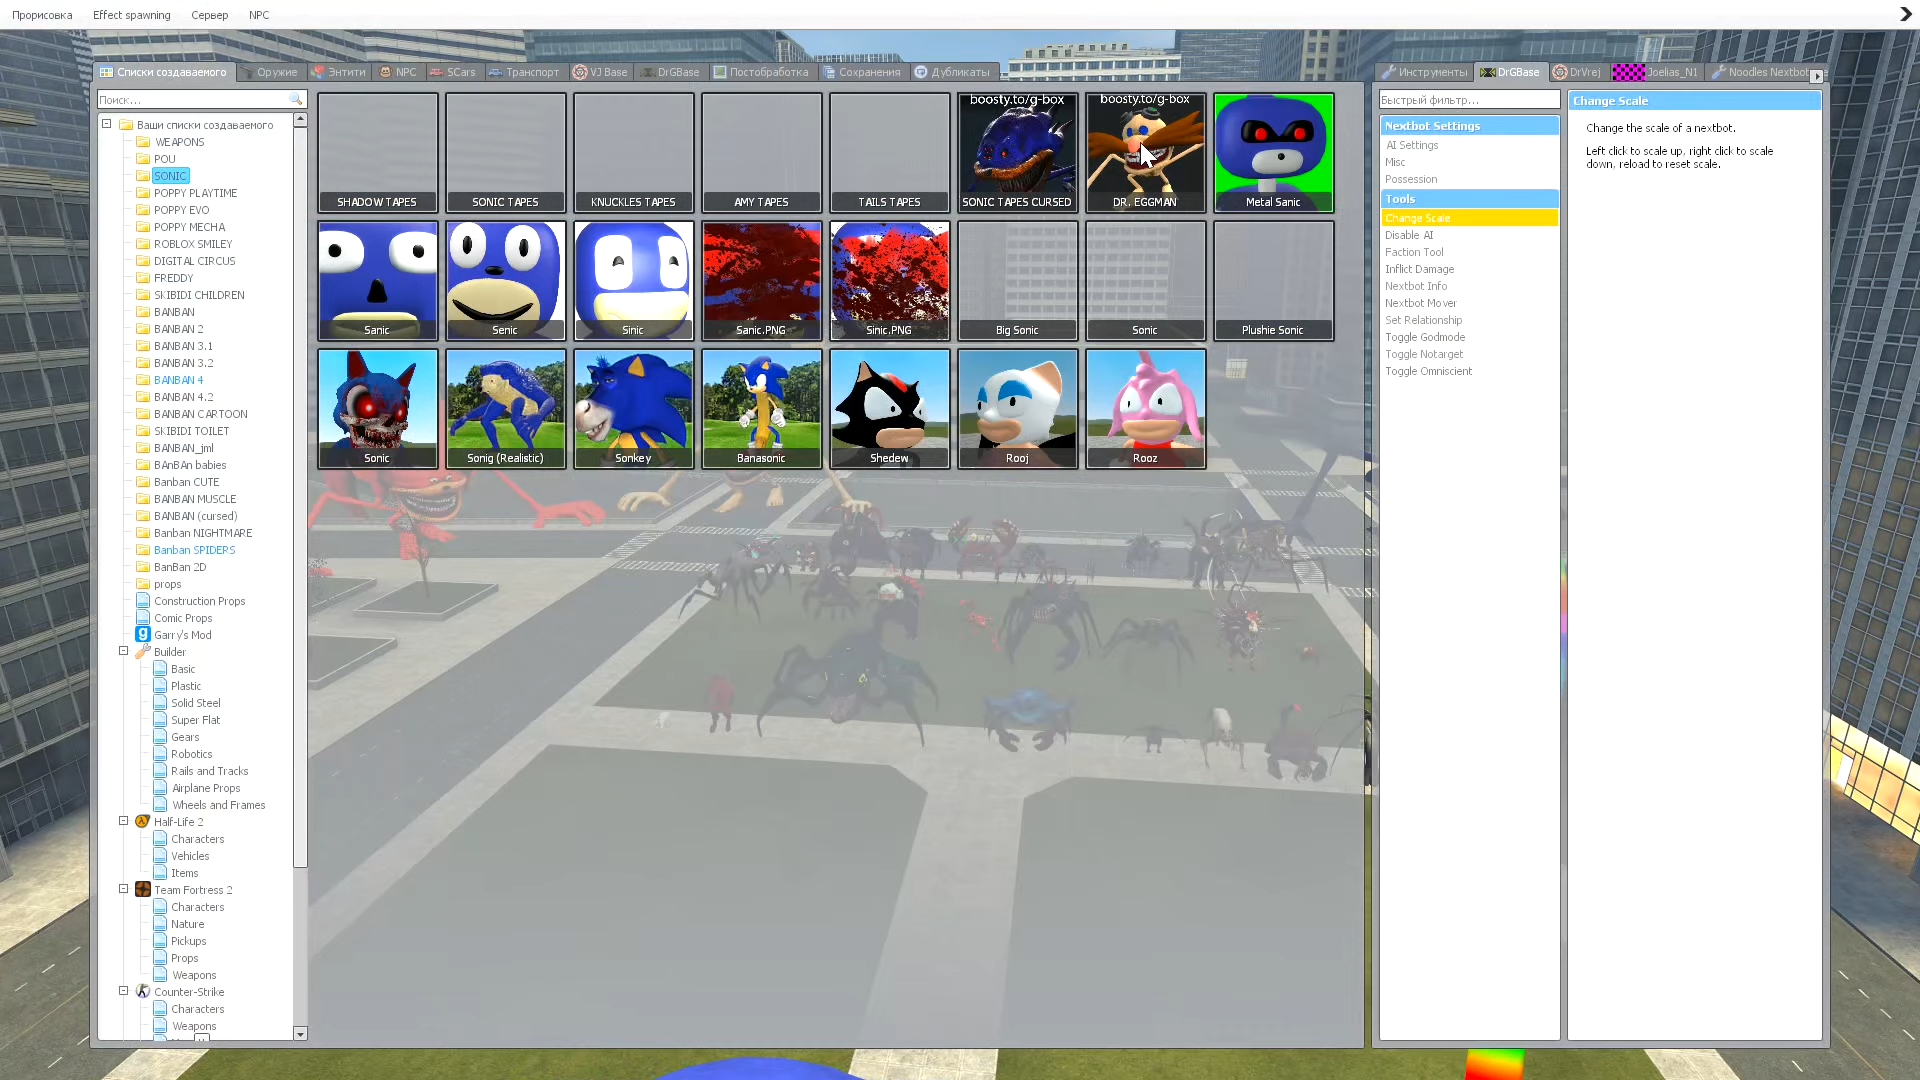 Прорисовка Effect spawning Сервер NPC
Списки создаваемого Оружие Энтити NPC SCars Транспорт VJ Base DrGBase Постобработка Сохранения Дубликаты
Инструменты DrGBase DrVrej Joelias_N1 Noodles Nextbot
Поиск...
Ваши списки создаваемого
WEAPONS
POU
SONIC
POPPY PLAYTIME
POPPY EVO
POPPY MECHA
ROBLOX SMILEY
DIGITAL CIRCUS
FREDDY
SKIBIDI CHILDREN
BANBAN
BANBAN 2
BANBAN 3.1
BANBAN 3.2
BANBAN 4
BANBAN 4.2
BANBAN CARTOON
SKIBIDI TOILET
BANBAN_jml
BAnBAn babies
Banban CUTE
BANBAN MUSCLE
BANBAN (cursed)
Banban NIGHTMARE
Banban SPIDERS
BanBan 2D
props
Construction Props
Comic Props
Garry's Mod
Builder
Basic
Plastic
Solid Steel
Super Flat
Gears
Robotics
Rails and Tracks
Airplane Props
Wheels and Frames
Half-Life 2
Characters
Vehicles
Items
Team Fortress 2
Characters
Nature
Pickups
Props
Weapons
Counter-Strike
Characters
Weapons
boosty.to/g-box boosty.to/g-box
SHADOW TAPES SONIC TAPES KNUCKLES TAPES AMY TAPES TAILS TAPES SONIC TAPES CURSED DR. EGGMAN Metal Sanic
Sanic Senic Sinic Sanic.PNG Sinic.PNG Big Sonic Sonic Plushie Sonic
Sonic Sonig (Realistic) Sonkey Banasonic Shedew Rooj Rooz
Быстрый фильтр...
Nextbot Settings
AI Settings
Misc
Possession
Tools
Change Scale
Disable AI
Faction Tool
Inflict Damage
Nextbot Info
Nextbot Mover
Set Relationship
Toggle Godmode
Toggle Notarget
Toggle Omniscient
Change Scale
Change the scale of a nextbot.
Left click to scale up, right click to scale
down, reload to reset scale.